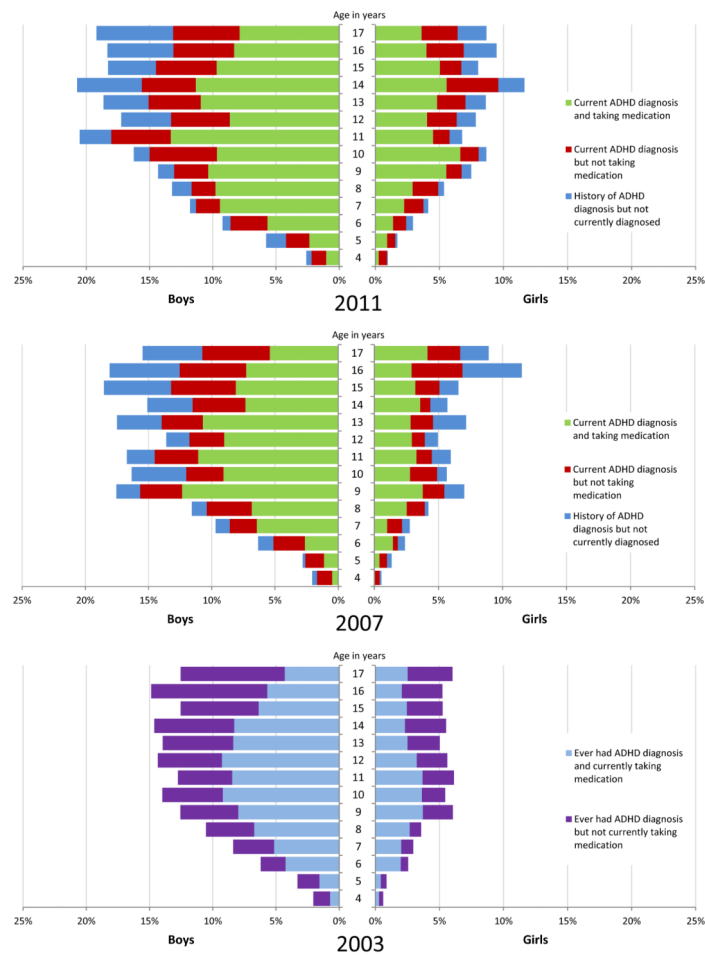 Age in years
17
16
15
14
13
12
11
10
9
8
7
6
5
4
Current ADHD diagnosis
and taking medication
Current ADHD diagnosis
but not taking
medication
History of ADHD
diagnosis but not
currently diagnosed
25% 20% 15% 10% 5% 0% 0% 5% 10% 15% 20% 25%
Boys Girls
2011
Age in years
17
16
15
14
13
12
11
10
9
8
7
6
5
4
Current ADHD diagnosis
and taking medication
Current ADHD diagnosis
but not taking
medication
History of ADHD
diagnosis but not
currently diagnosed
25% 20% 15% 10% 5% 0% 0% 5% 10% 15% 20% 25%
Boys Girls
2007
Age in years
17
16
15
14
13
12
11
10
9
8
7
6
5
4
Ever had ADHD diagnosis
and currently taking
medication
Ever had ADHD diagnosis
but not currently taking
medication
25% 20% 15% 10% 5% 0% 0% 5% 10% 15% 20% 25%
Boys Girls
2003